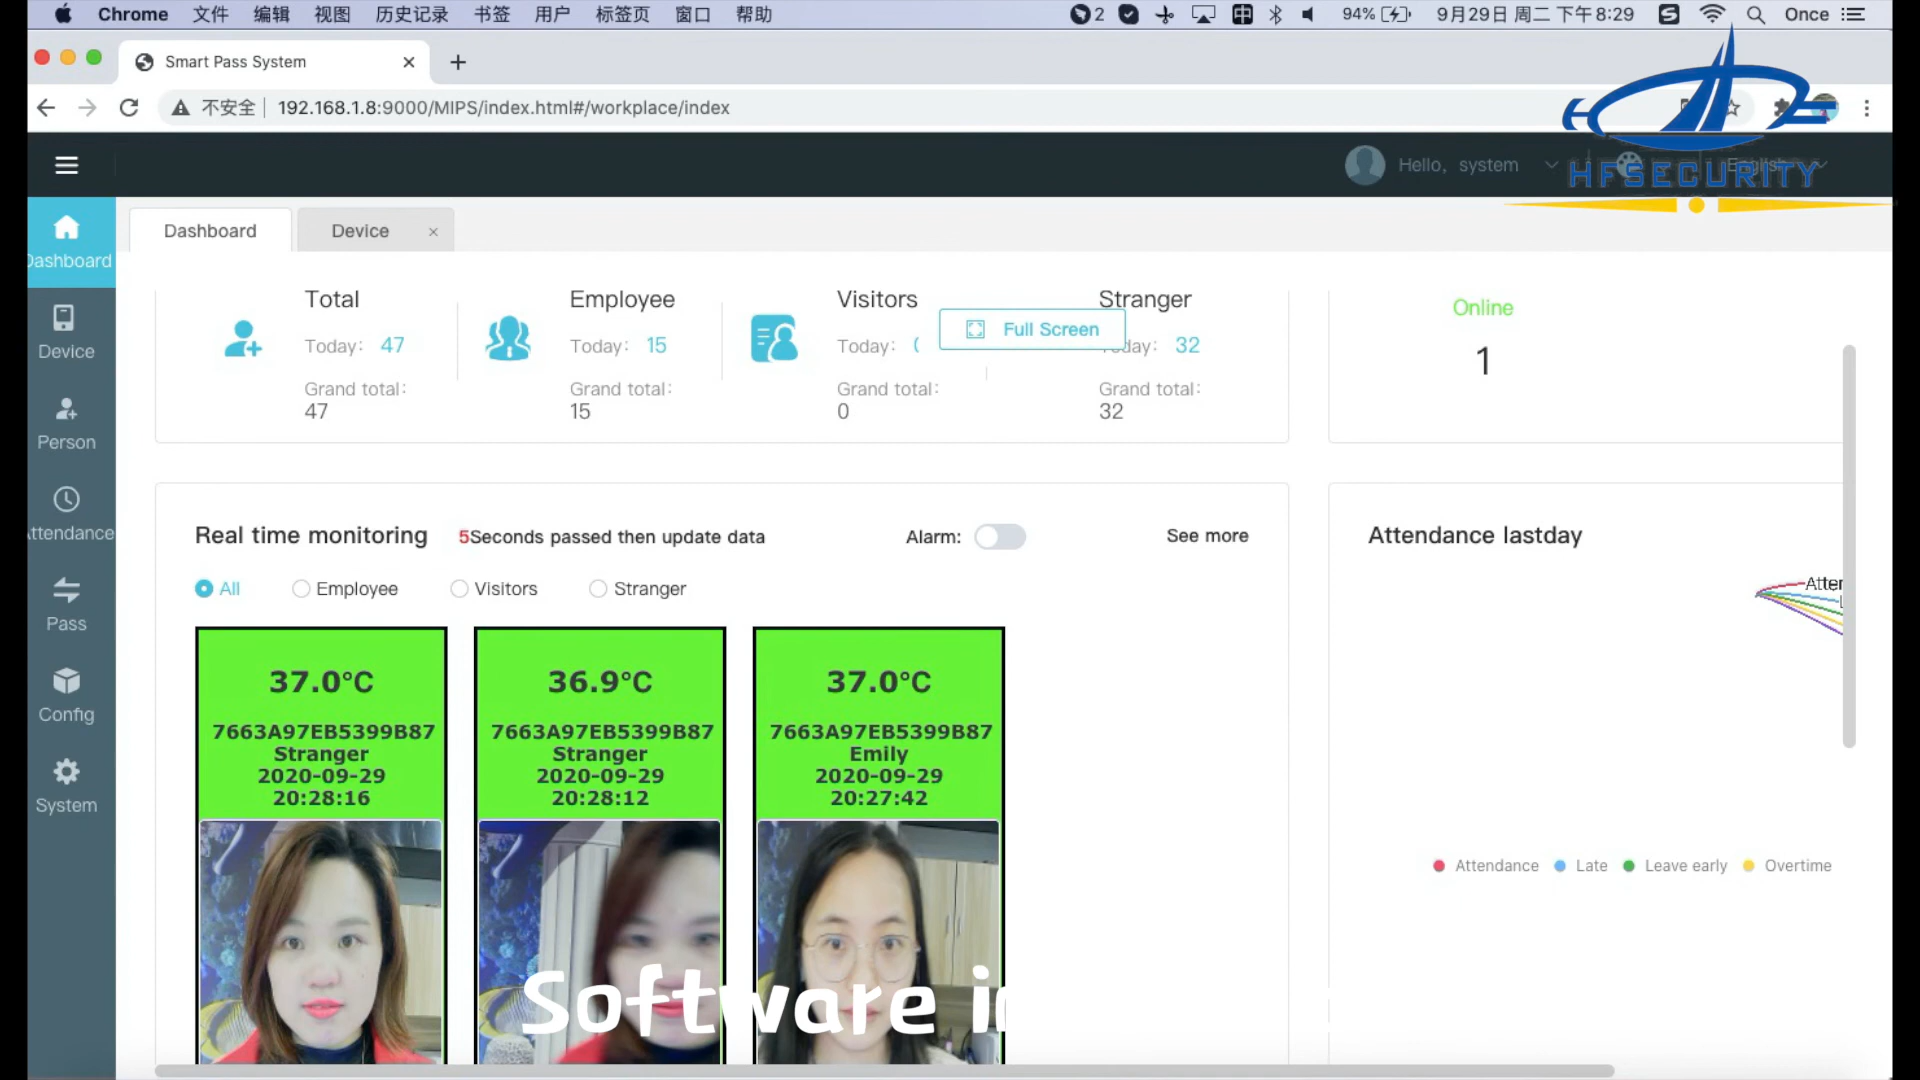 Chrome 文件 编辑 视图 历史记录 书签 用户 标签页 窗口 帮助 2 94% 9月29日 周二 下午8:29 Once
Smart Pass System
不安全 192.168.1.8:9000/MIPS/index.html#/workplace/index
Hello, system English
HFSECURITY
Dashboard Device
Dashboard
Device
Person
ttendance
Pass
Config
System
Total Employee Visitors Stranger
Today: 47 Today: 15 Today: day: 32
Full Screen
Grand total: Grand total: Grand total: Grand total:
47 15 0 32
Online
1
Real time monitoring 5Seconds passed then update data Alarm: See more
All Employee Visitors Stranger
37.0°C
7663A97EB5399B87
Stranger
2020-09-29
20:28:16
36.9°C
7663A97EB5399B87
Stranger
2020-09-29
20:28:12
37.0°C
7663A97EB5399B87
Emily
2020-09-29
20:27:42
Attendance lastday
Atten
Attendance Late Leave early Overtime
Software in